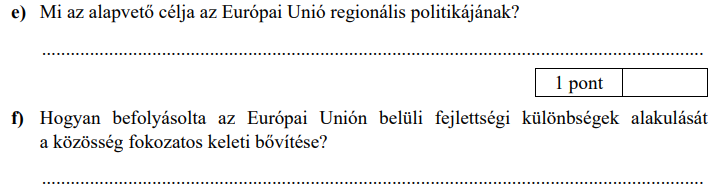 e) Mi az alapvető célja az Európai Unió regionális politikájának?
........................................................................................................................................
1 pont
f) Hogyan befolyásolta az Európai Unión belüli fejlettségi különbségek alakulását
a közösség fokozatos keleti bővítése?
........................................................................................................................................